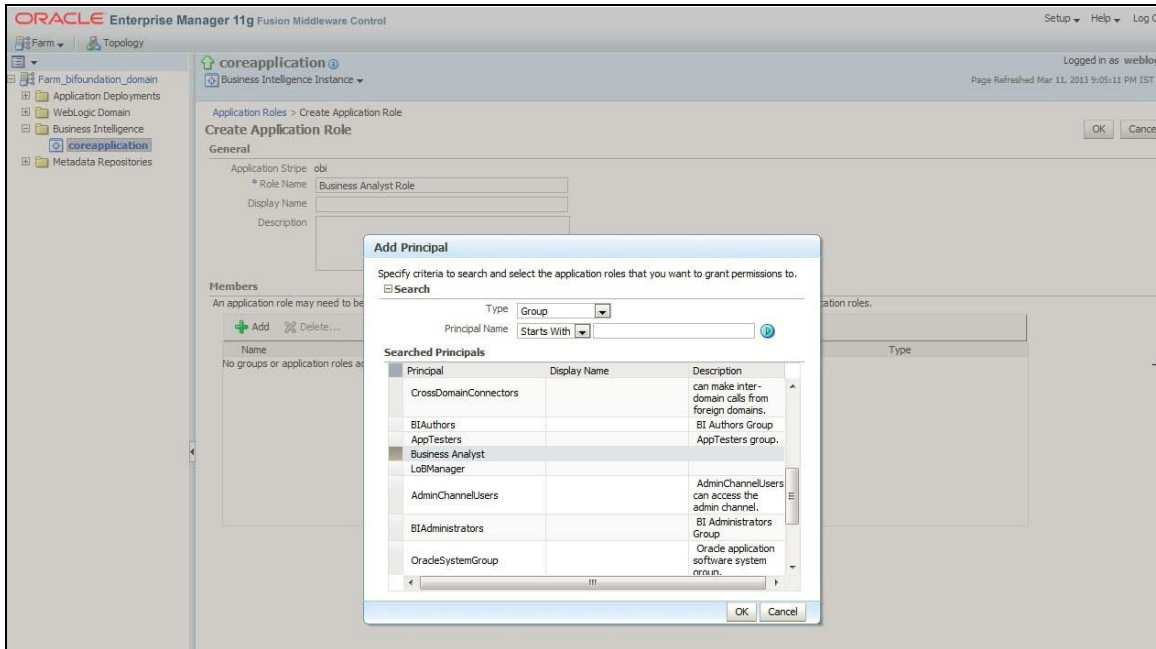 ORACLE Enterprise Manager 11g Fusion Middleware Control
Setup Help Log
Farm Topology
coreapplication
Logged in as
Business Intelligence Instance
Page Refreshed Mar 11, 2013 9:05:11 PM IST
Farm_bifoundation_domain
Application Deployments
WebLogic Domain
Business Intelligence
coreapplication
Metadata Repositories
Application Roles > Create Application Role
Create Application Role
OK
General
Application Stripe obi
* Role Name Business Analyst Role
Display Name
Description
Members
An application role may need to be
ation roles.
Add Delete...
Name
Type
No groups or application roles
Add Principal
Specify criteria to search and select the application roles that you want to grant permissions to.
Search
Type Group
Principal Name Starts With
Searched Principals
Principal Display Name Description
CrossDomainConnectors
can make inter-
domain calls from
foreign domains.
BIAuthors BI Authors Group
AppTesters AppTesters group.
Business Analyst
LoBManager
AdminChannelUsers
AdminChannelUsers
can access the
admin channel.
BIAdministrators
BI Administrators
Group
OracleSystemGroup
Oracle application
software system
group.
OK Cancel